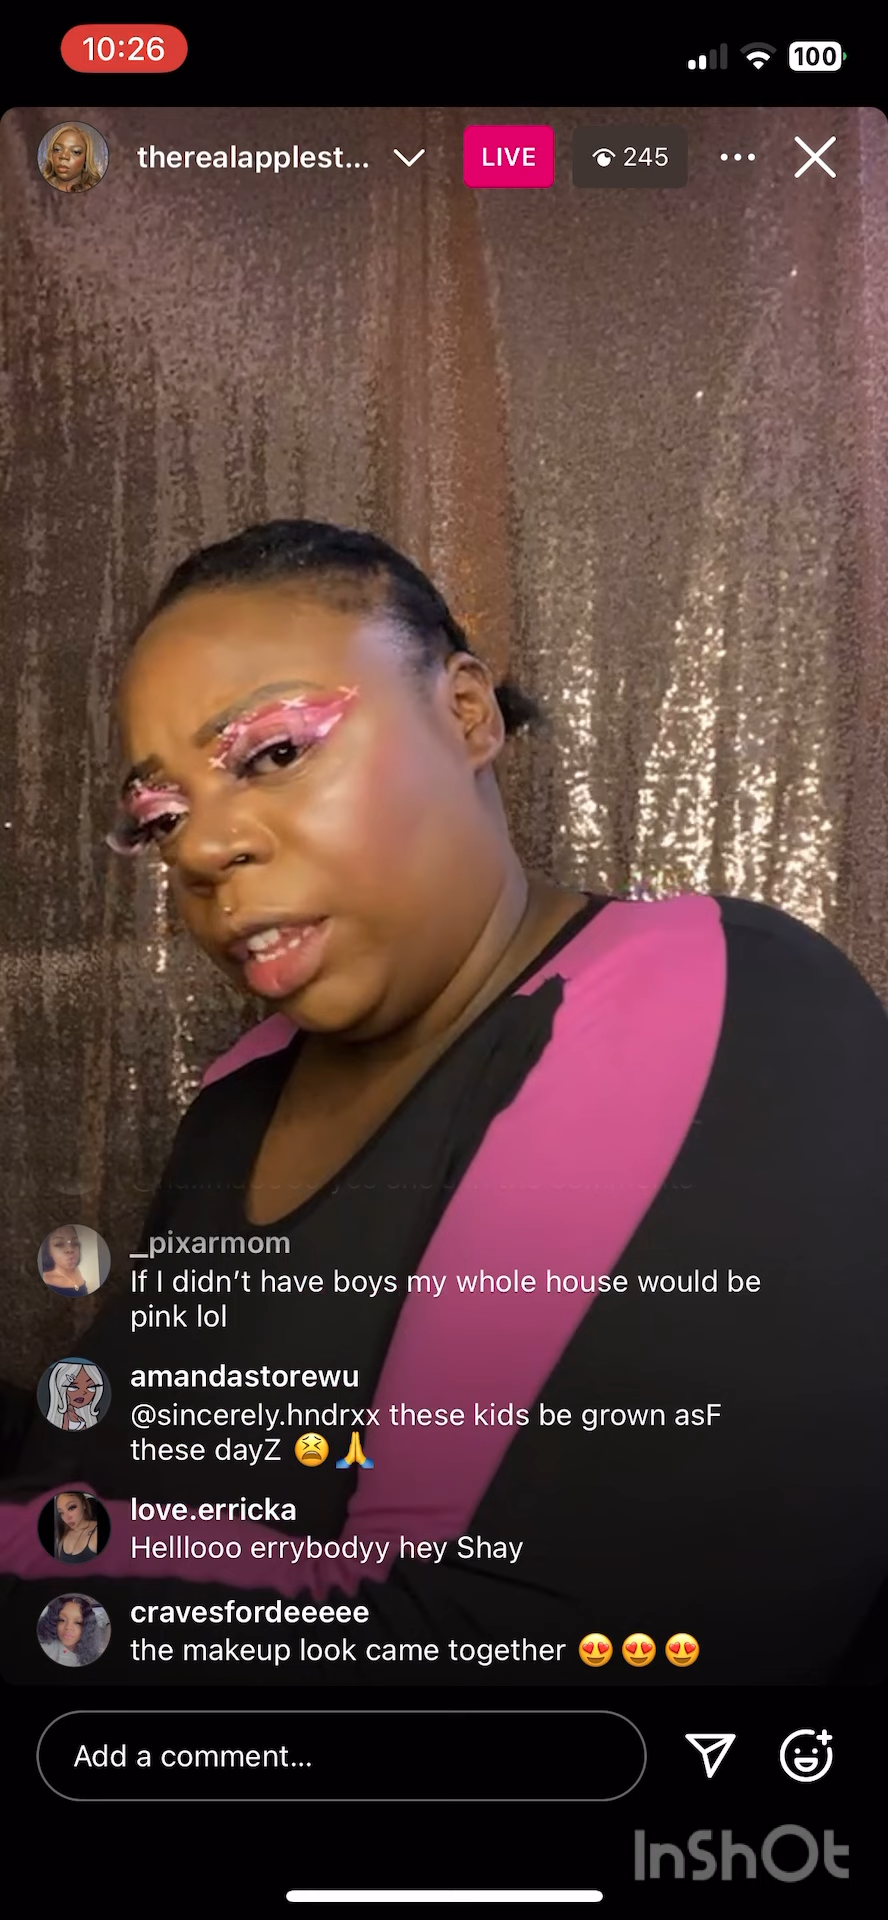 10:26
100
therealapplest...
LIVE
245
_pixarmom
If I didn't have boys my whole house would be
pink lol
amandastorewu
@sincerely.hndrxx these kids be grown asF
these dayZ 😫🙏
love.erricka
Helllooo errybodyy hey Shay
cravesfordeeeee
the makeup look came together 😍😍😍
Add a comment...
InShOt